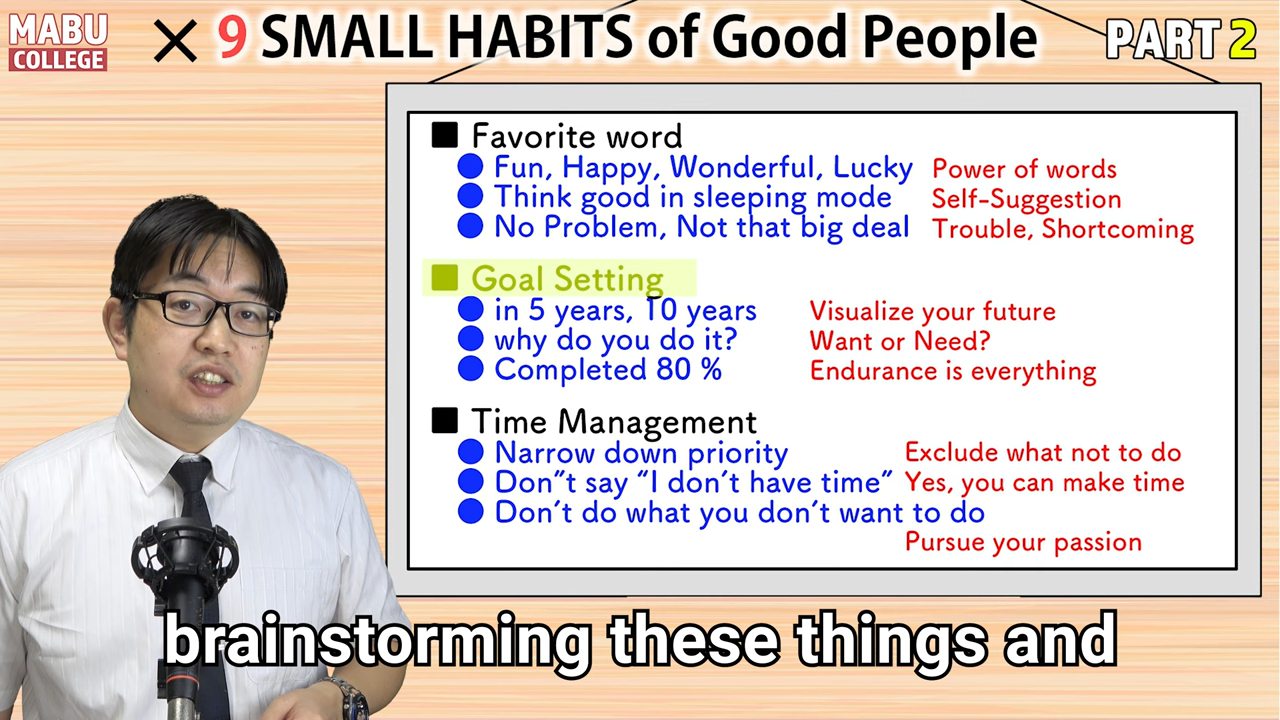 MABU
COLLEGE
× 9 SMALL HABITS of Good People
PART 2
■ Favorite word
● Fun, Happy, Wonderful, Lucky Power of words
● Think good in sleeping mode Self-Suggestion
● No Problem, Not that big deal Trouble, Shortcoming
■ Goal Setting
● in 5 years, 10 years Visualize your future
● why do you do it? Want or Need?
● Completed 80 % Endurance is everything
■ Time Management
● Narrow down priority Exclude what not to do
● Don”t say “I don’t have time” Yes, you can make time
● Don’t do what you don’t want to do
Pursue your passion
brainstorming these things and